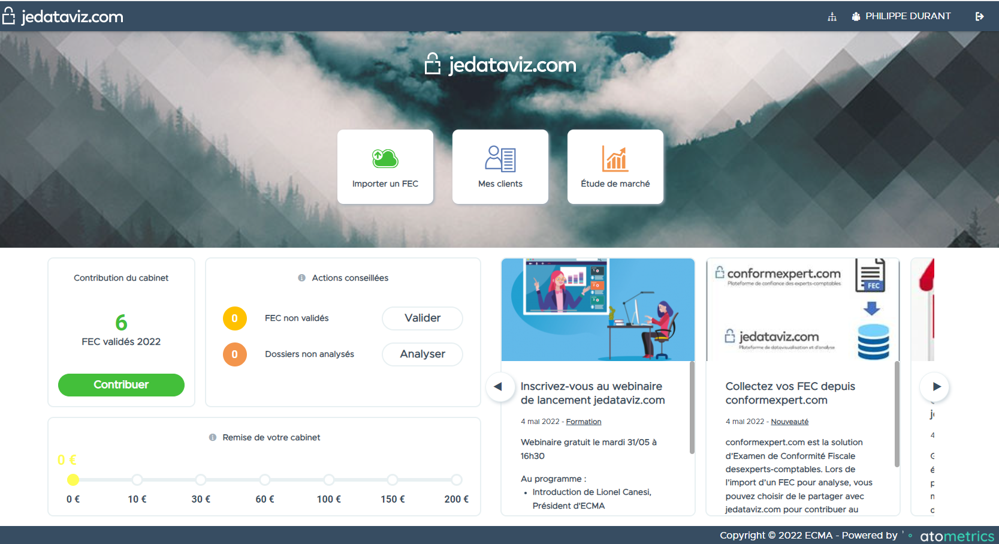 jedataviz.com
PHILIPPE DURANT
jedataviz.com
Importer un FEC
Mes clients
Étude de marché
Contribution du cabinet
6
FEC validés 2022
Contribuer
Actions conseillées
0
FEC non validés
Valider
0
Dossiers non analysés
Analyser
Remise de votre cabinet
0 €
0 €
10 €
30 €
60 €
100 €
150 €
200 €
Inscrivez-vous au webinaire
de lancement jedataviz.com
4 mai 2022 - Formation
Webinaire gratuit le mardi 31/05 à
16h30
Au programme :
• Introduction de Lionel Canesi,
Président d'ECMA
conformexpert.com
Plateforme de confiance des experts-comptables
FEC
jedataviz.com
Plateforme de datavisualisation et d'analyse
Collectez vos FEC depuis
conformexpert.com
4 mai 2022 - Nouveauté
conformexpert.com est la solution
d'Examen de Conformité Fiscale
desexperts-comptables. Lors de
l'import d'un FEC pour analyse, vous
pouvez choisir de le partager avec
jedataviz.com pour contribuer au
4
Copyright © 2022 ECMA - Powered by
atometrics